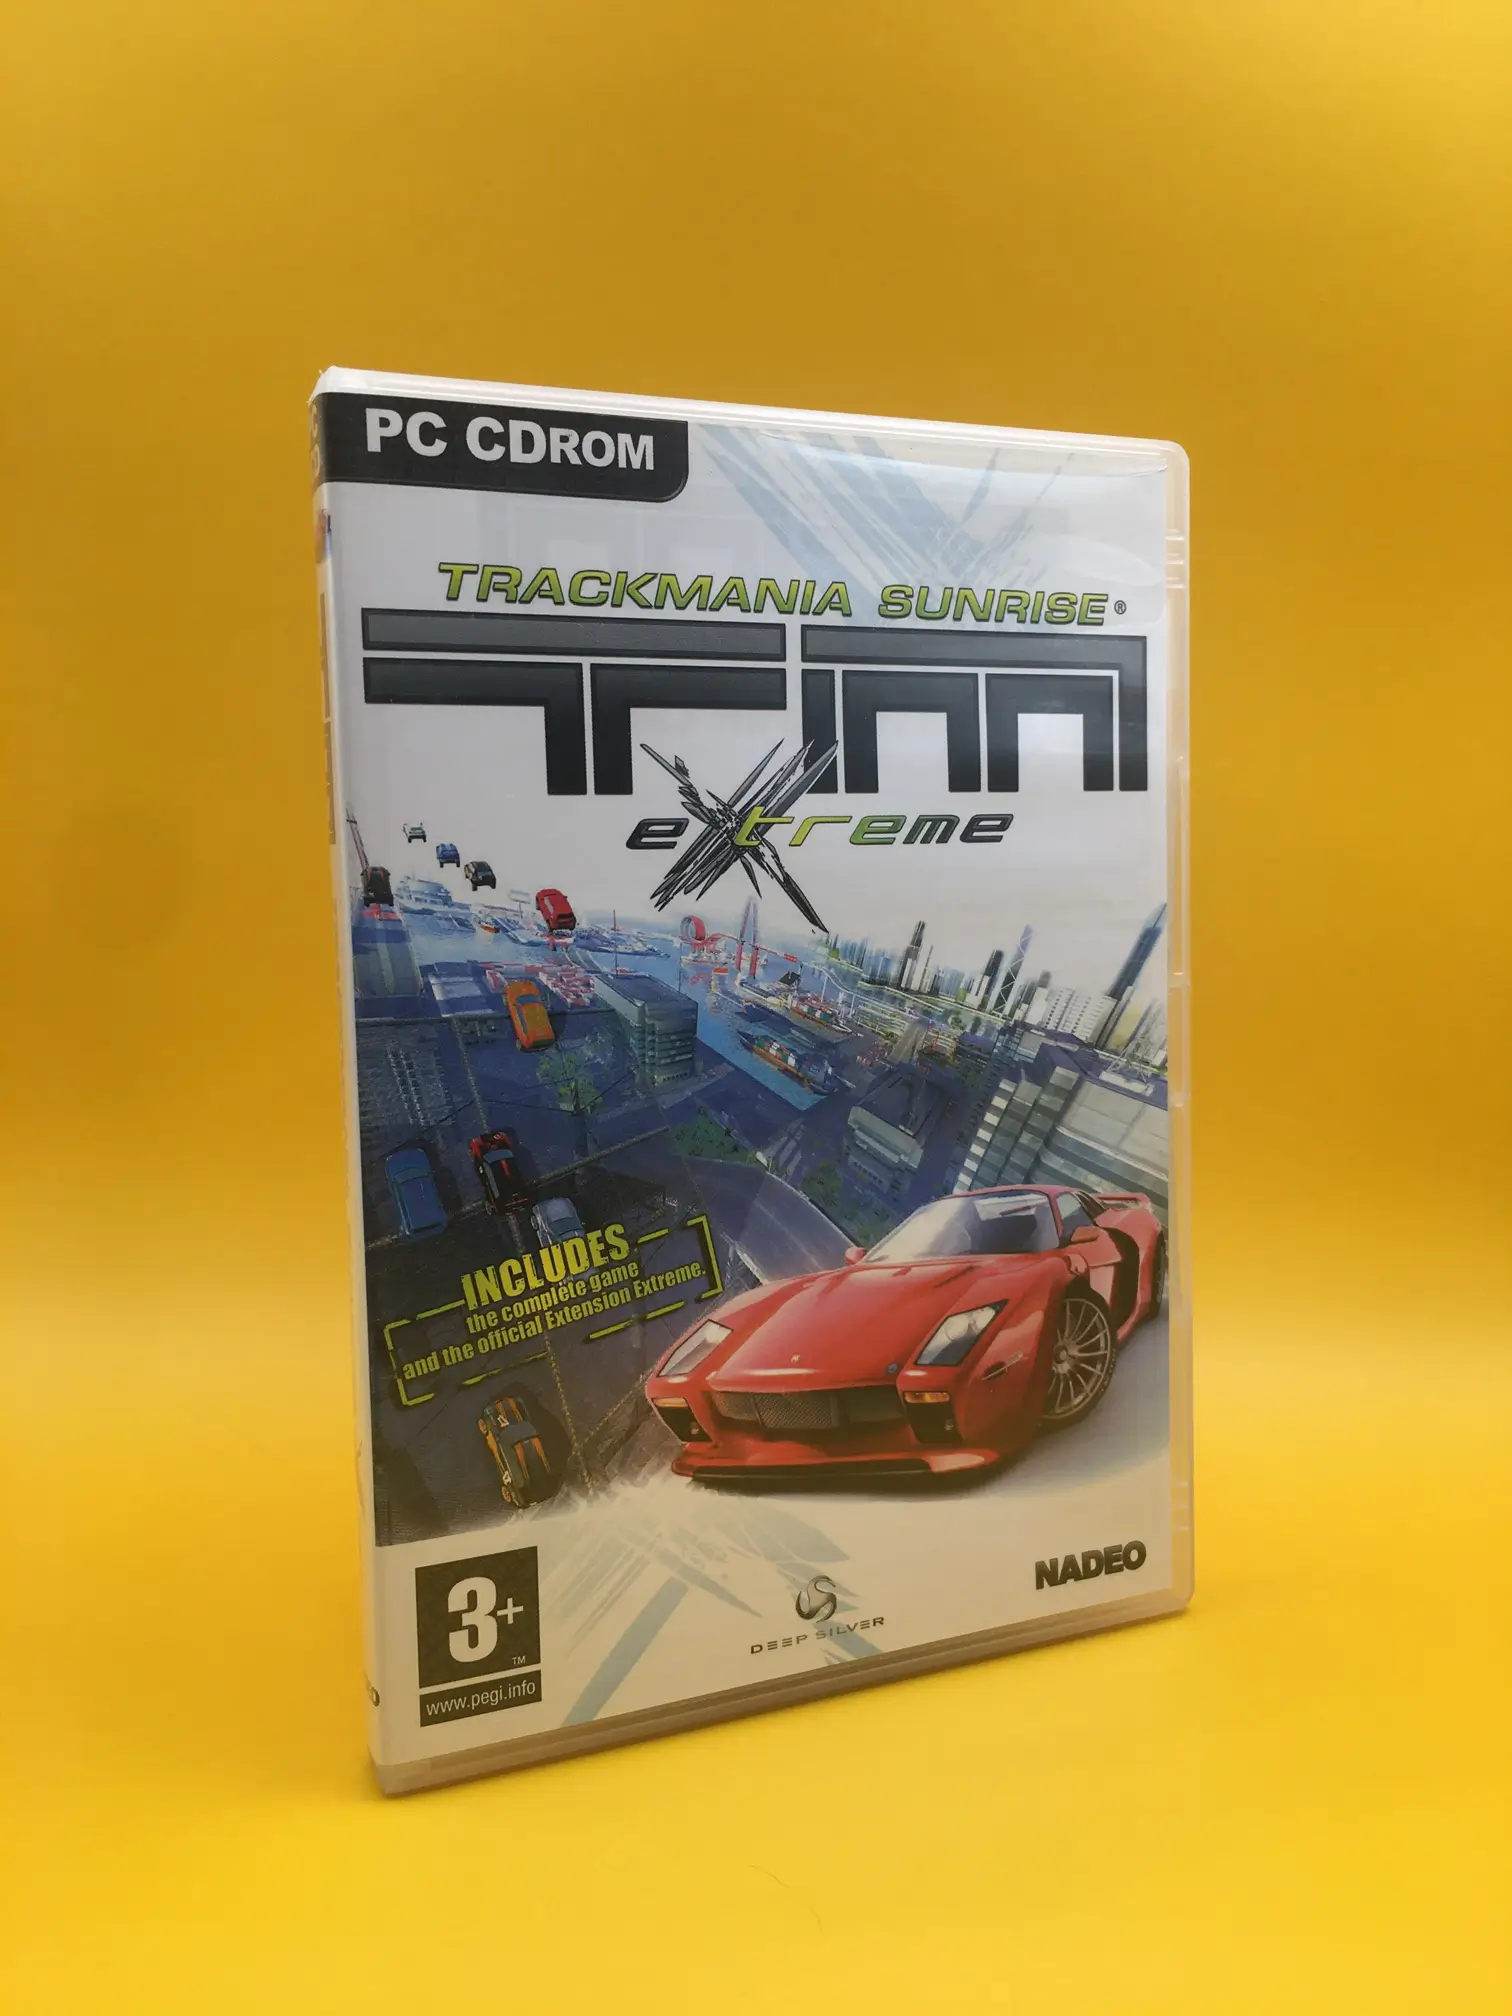 PC CDROM
TRACKMANIA SUNRISE®
TM
eXtreme
INCLUDES
the complete game
and the official Extension Extreme.
3+
TM
www.pegi.info
DEEP SILVER
NADEO